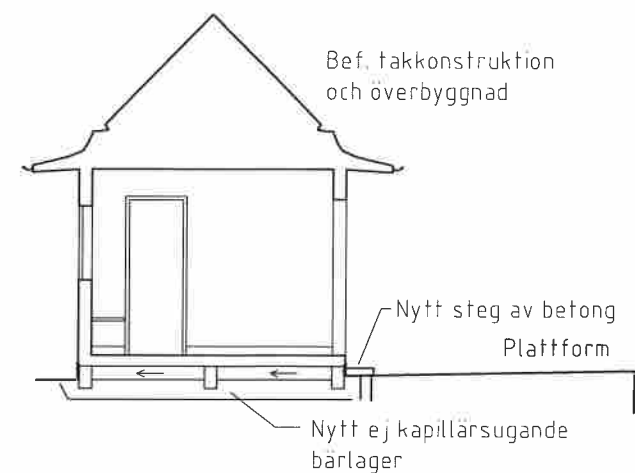 Bef. takkonstruktion
och överbyggnad
Nytt steg av betong
Plattform
Nytt ej kapillärsugande
bärlager